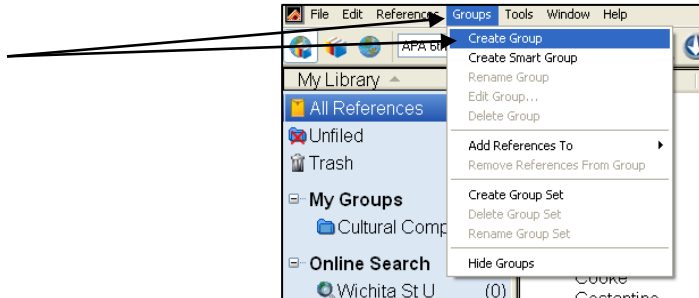 File Edit References Groups Tools Window Help
APA 6th
My Library
All References
Unfiled
Trash
My Groups
Cultural Comp
Online Search
Wichita St U (0)
Create Group
Create Smart Group
Rename Group
Edit Group...
Delete Group
Add References To
Remove References From Group
Create Group Set
Delete Group Set
Rename Group Set
Hide Groups
Cooke
Costantino